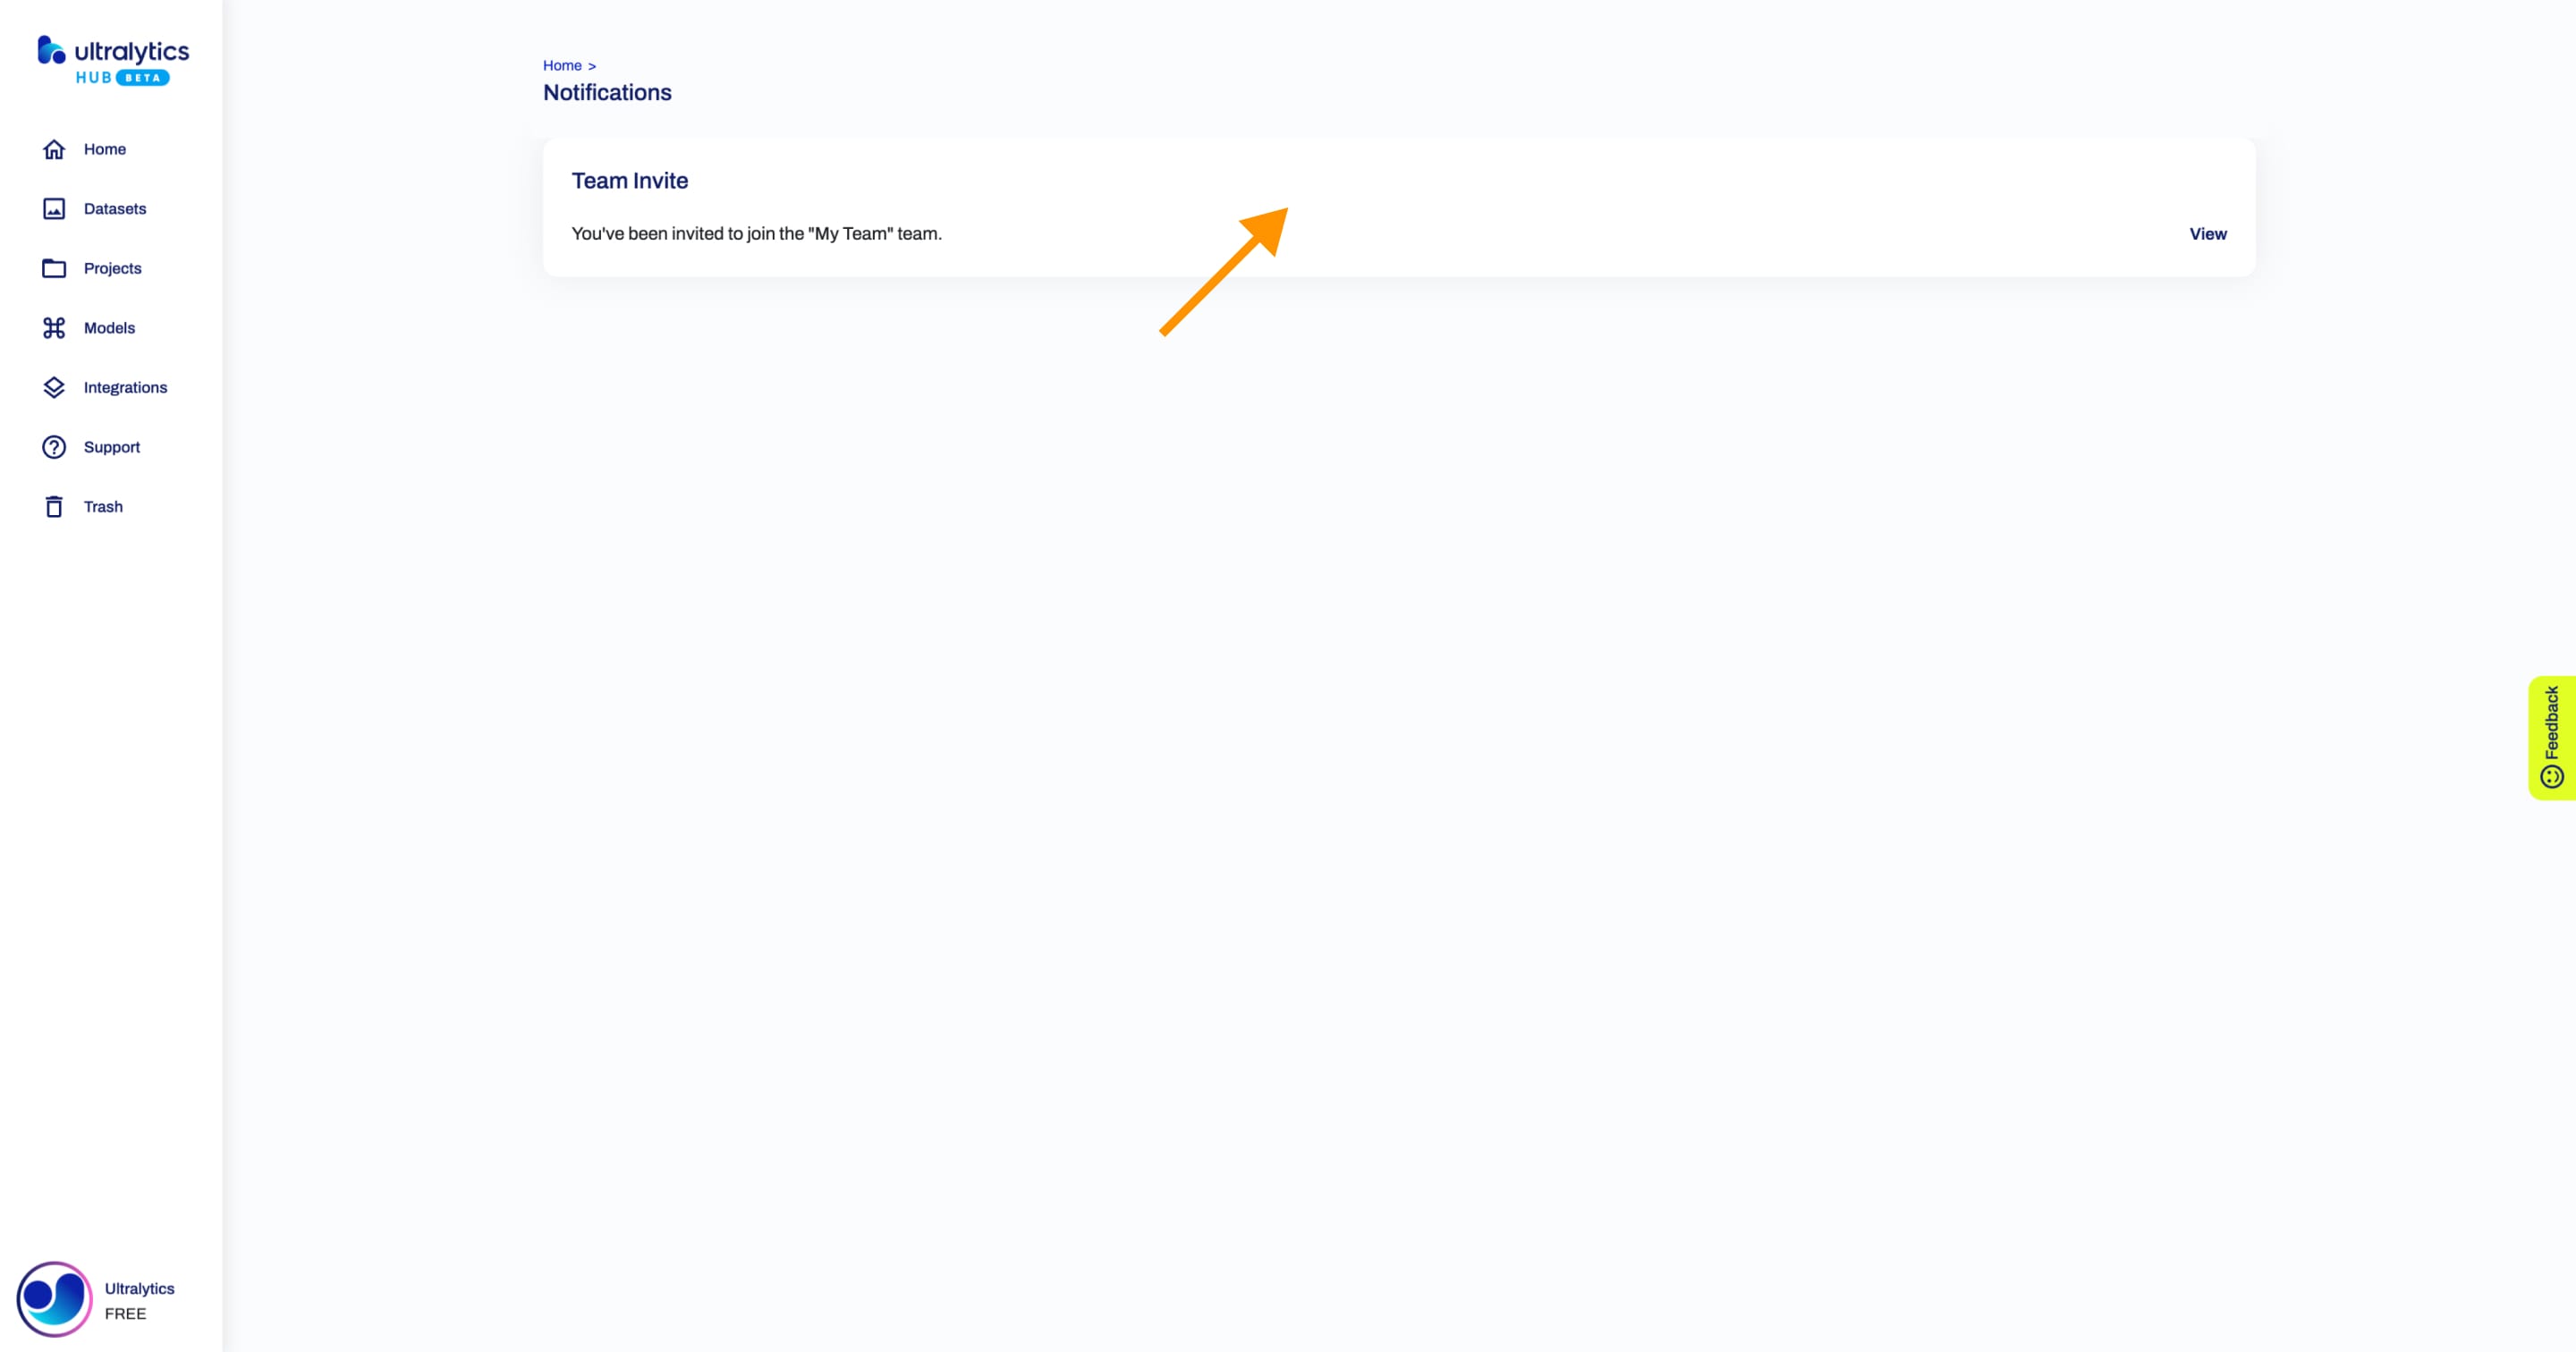 ultralytics
HUB BETA
Home
Datasets
Projects
Models
Integrations
Support
Trash
Ultralytics
FREE
Home >
Notifications
Team Invite
You've been invited to join the "My Team" team.
View
Feedback